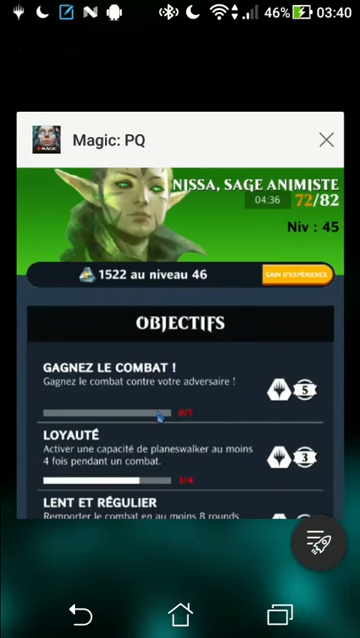 46% 03:40
Magic: PQ
NISSA, SAGE ANIMISTE
04:36 72/82
Niv : 45
1522 au niveau 46
GAIN D'EXPÉRIENCE
OBJECTIFS
GAGNEZ LE COMBAT !
Gagnez le combat contre votre adversaire !
5
0/1
LOYAUTÉ
Activer une capacité de planeswalker au moins
4 fois pendant un combat.
3
3/4
LENT ET RÉGULIER
Remporter le combat en au moins 8 rounds